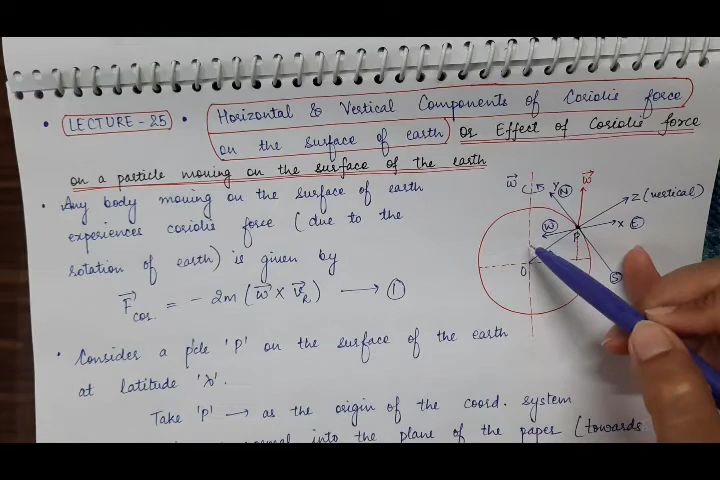 • LECTURE-25 • Horizontal & Vertical Components of Coriolis force
on the surface of earth or Effect of Coriolis force
on a particle moving on the surface of the earth
• Any body moving on the surface of earth
experiences coriolis force (due to the
rotation of earth) is given by
F⃗cor. = - 2m (ω⃗ × v⃗R) ⟶ ①
• Consider a pcle 'P' on the surface of the earth
at latitude 'λ'.
Take 'P' ⟶ as the origin of the coord. system
into the plane of the paper (towards
ω⃗
Y
N
ω⃗
Z (vertical)
W
X
E
P
O
S